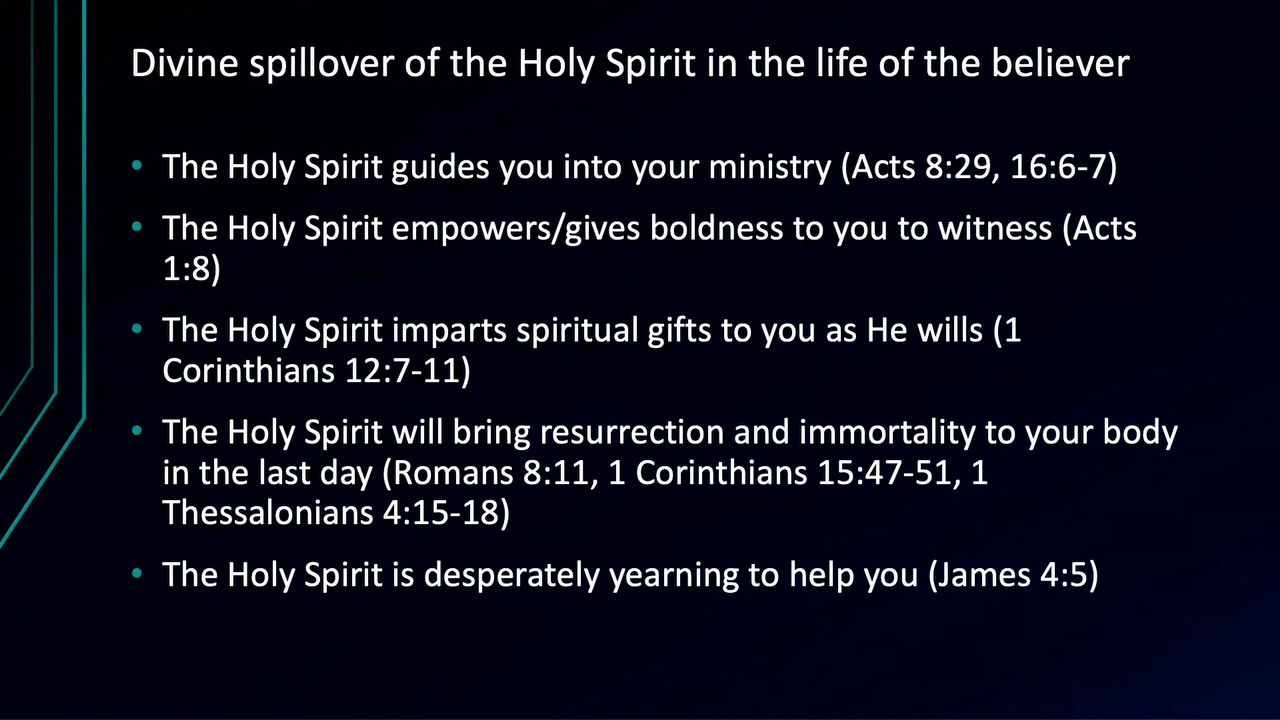 Divine spillover of the Holy Spirit in the life of the believer
• The Holy Spirit guides you into your ministry (Acts 8:29, 16:6-7)
• The Holy Spirit empowers/gives boldness to you to witness (Acts
1:8)
• The Holy Spirit imparts spiritual gifts to you as He wills (1
Corinthians 12:7-11)
• The Holy Spirit will bring resurrection and immortality to your body
in the last day (Romans 8:11, 1 Corinthians 15:47-51, 1
Thessalonians 4:15-18)
• The Holy Spirit is desperately yearning to help you (James 4:5)